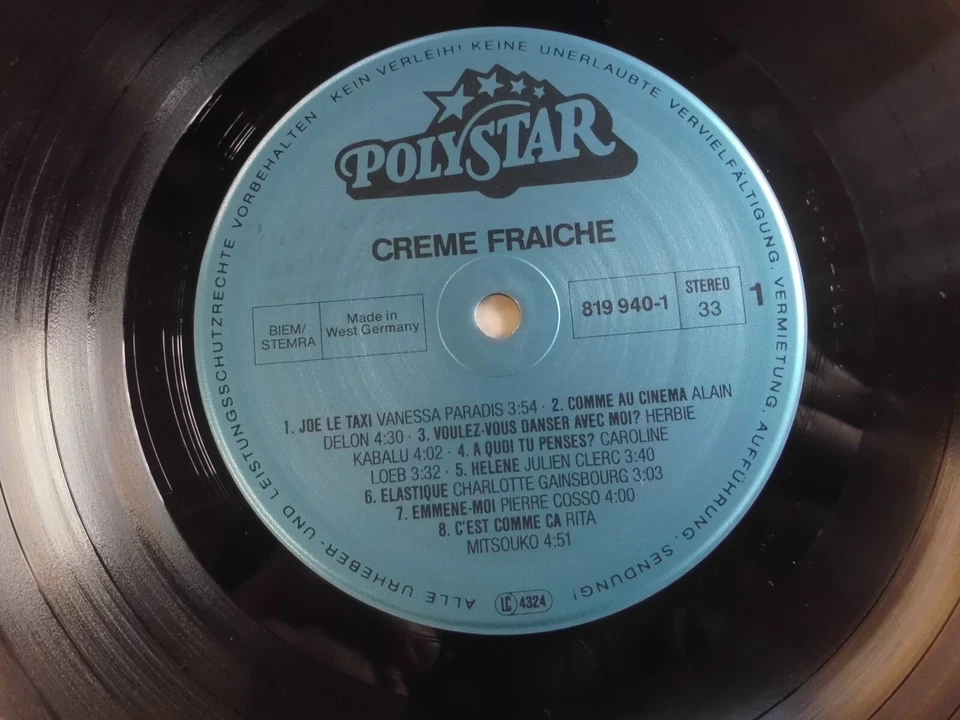 ALLE URHEBER- UND LEISTUNGSSCHUTZRECHTE VORBEHALTEN · KEIN VERLEIH! KEINE UNERLAUBTE VERVIELFÄLTIGUNG, VERMIETUNG, AUFFÜHRUNG, SENDUNG!
POLYSTAR
CREME FRAICHE
BIEM/
STEMRA
Made in
West Germany
819 940-1
STEREO
33
1
1. JOE LE TAXI VANESSA PARADIS 3:54 · 2. COMME AU CINEMA ALAIN
DELON 4:30 · 3. VOULEZ-VOUS DANSER AVEC MOI? HERBIE
KABALU 4:02 · 4. A QUOI TU PENSES? CAROLINE
LOEB 3:32 · 5. HELENE JULIEN CLERC 3:40
6. ELASTIQUE CHARLOTTE GAINSBOURG 3:03
7. EMMENE-MOI PIERRE COSSO 4:00
8. C'EST COMME CA RITA
MITSOUKO 4:51
LC 4324